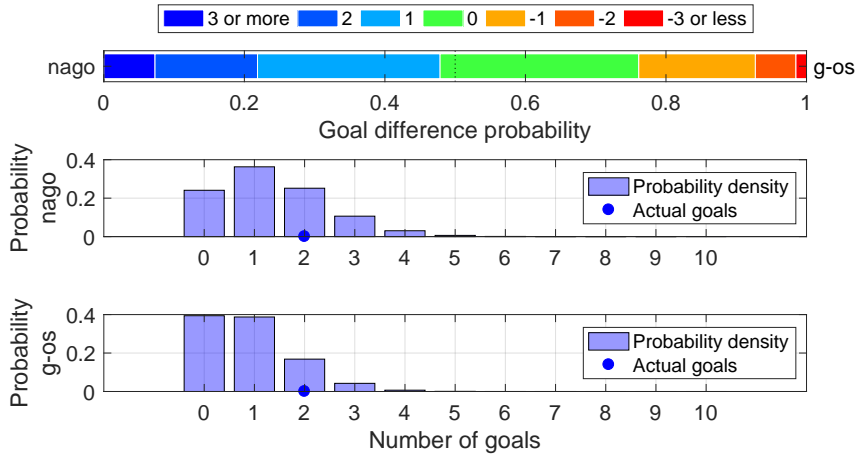 3 or more 2 1 0 -1 -2 -3 or less
nago g-os
0 0.2 0.4 0.6 0.8 1
Goal difference probability
Probability
nago
0.4
0.2
0
Probability density
Actual goals
0 1 2 3 4 5 6 7 8 9 10
Probability
g-os
0.4
0.2
0
Probability density
Actual goals
0 1 2 3 4 5 6 7 8 9 10
Number of goals